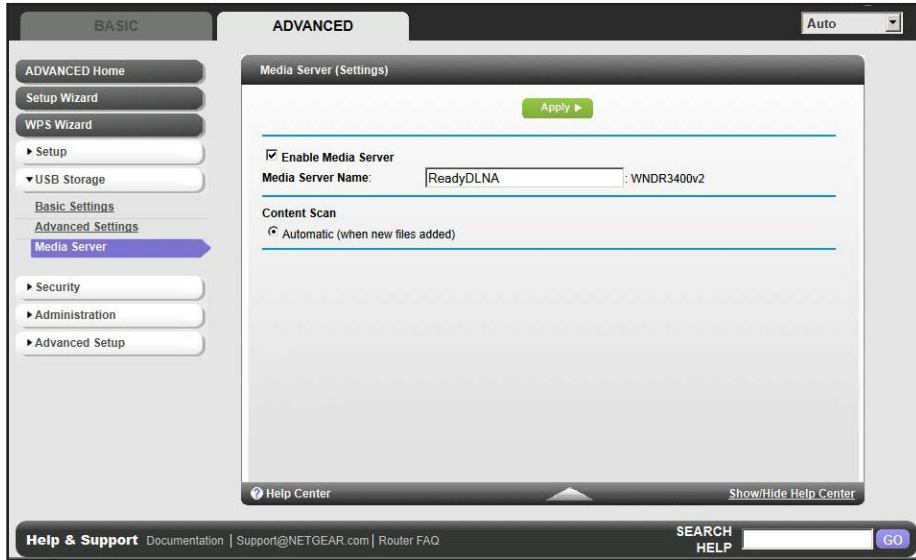 BASIC
ADVANCED
Auto
ADVANCED Home
Setup Wizard
WPS Wizard
Setup
USB Storage
Basic Settings
Advanced Settings
Media Server
Security
Administration
Advanced Setup
Media Server (Settings)
Apply
Enable Media Server
Media Server Name: ReadyDLNA : WNDR3400v2
Content Scan
Automatic (when new files added)
Help Center
Show/Hide Help Center
Help & Support Documentation | Support@NETGEAR.com | Router FAQ
SEARCH HELP
GO